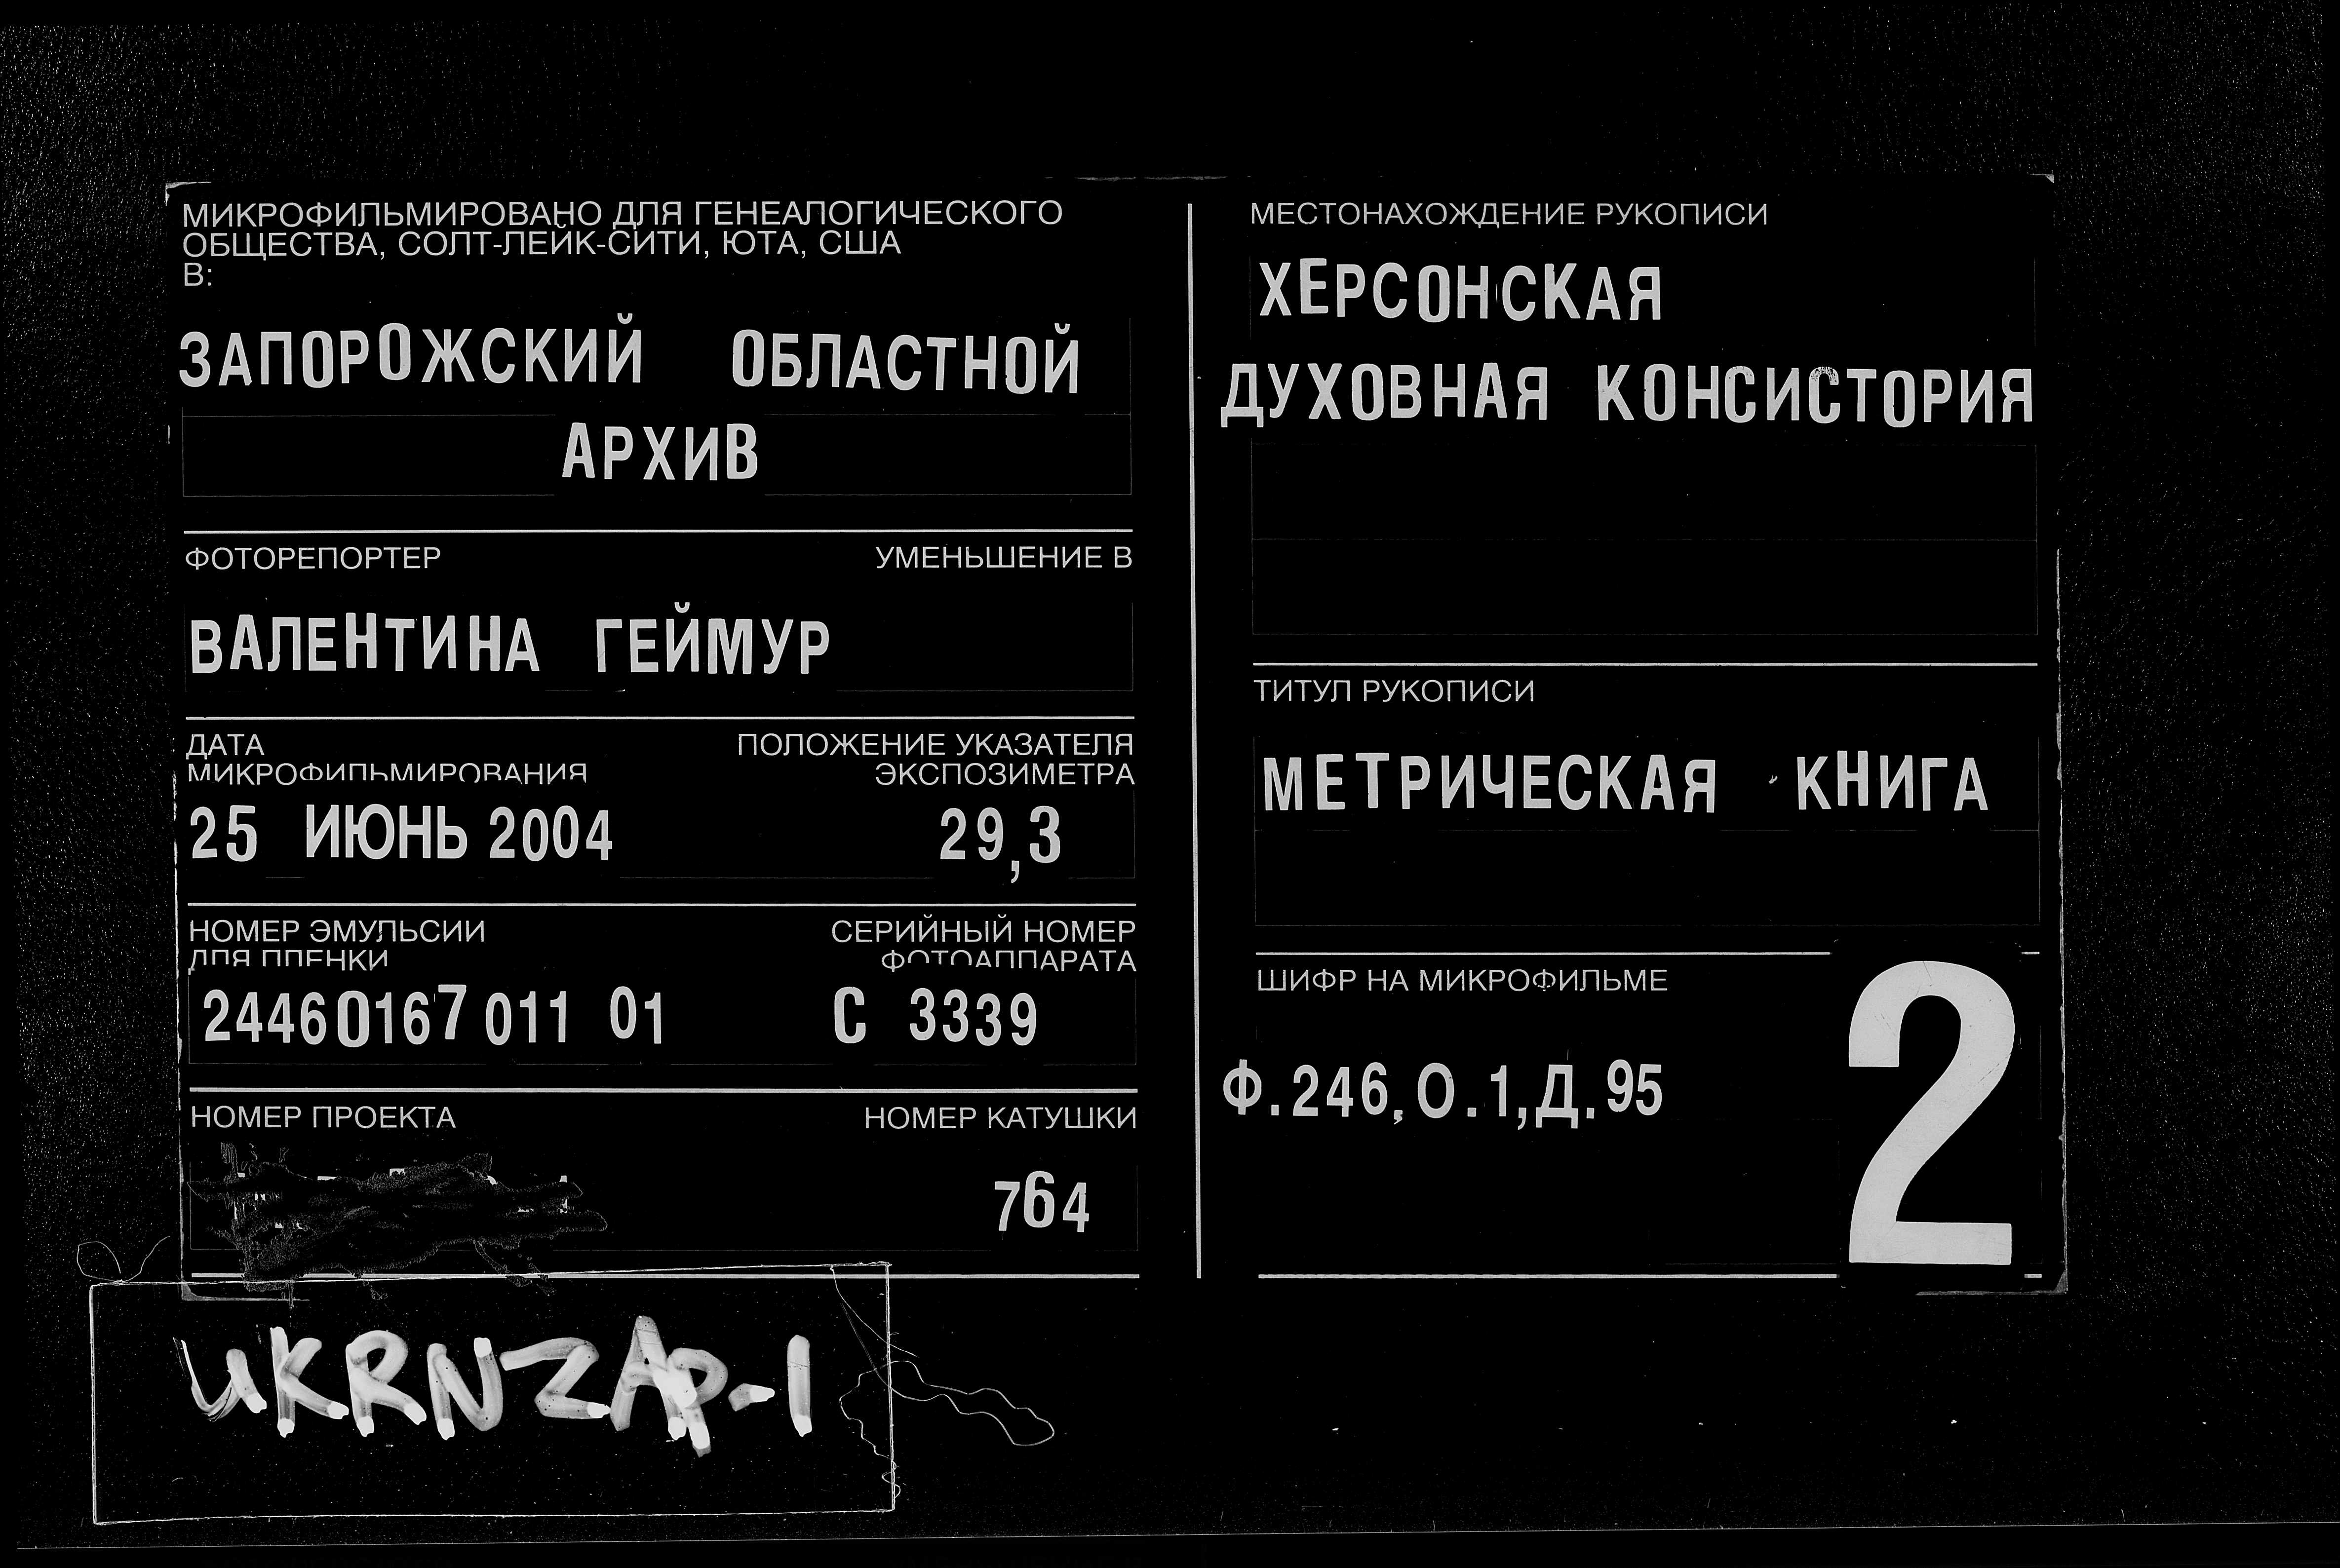 МИКРОФИЛЬМИРОВАНО ДЛЯ ГЕНЕАЛОГИЧЕСКОГО
ОБЩЕСТВА, СОЛТ-ЛЕЙК-СИТИ, ЮТА, США
В:
ЗАПОРОЖСКИЙ ОБЛАСТНОЙ
АРХИВ
ФОТОРЕПОРТЕР УМЕНЬШЕНИЕ В
ВАЛЕНТИНА ГЕЙМУР
ДАТА ПОЛОЖЕНИЕ УКАЗАТЕЛЯ
МИКРОФИЛЬМИРОВАНИЯ ЭКСПОЗИМЕТРА
25 ИЮНЬ 2004 29,3
НОМЕР ЭМУЛЬСИИ СЕРИЙНЫЙ НОМЕР
ДЛЯ ПЛЕНКИ ФОТОАППАРАТА
24460167 011 01 С 3339
НОМЕР ПРОЕКТА НОМЕР КАТУШКИ
764
UKRNZAP-1
МЕСТОНАХОЖДЕНИЕ РУКОПИСИ
ХЕРСОНСКАЯ
ДУХОВНАЯ КОНСИСТОРИЯ
ТИТУЛ РУКОПИСИ
МЕТРИЧЕСКАЯ КНИГА
ШИФР НА МИКРОФИЛЬМЕ
Ф.246,О.1,Д.95
2